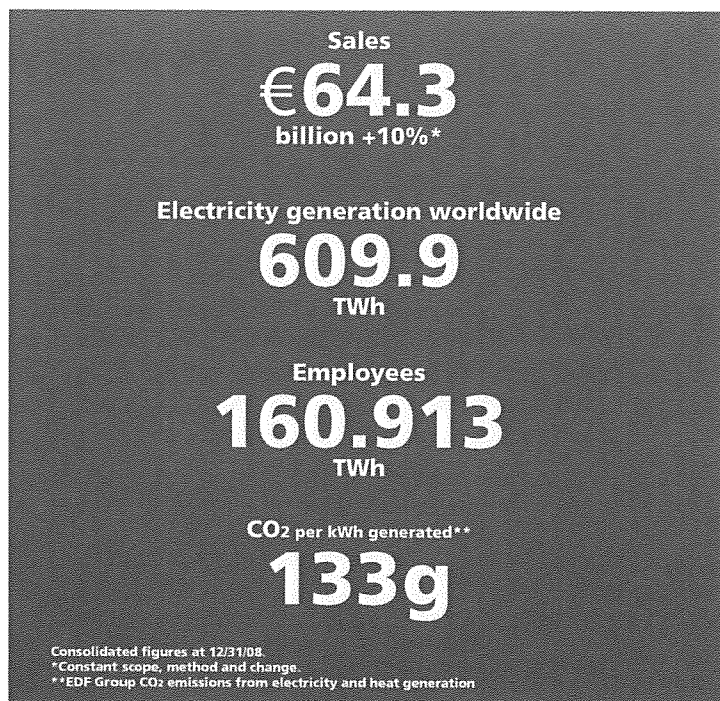 Sales
€64.3
billion +10%*
Electricity generation worldwide
609.9
TWh
Employees
160.913
TWh
CO2 per kWh generated**
133g
Consolidated figures at 12/31/08.
*Constant scope, method and change.
**EDF Group CO2 emissions from electricity and heat generation